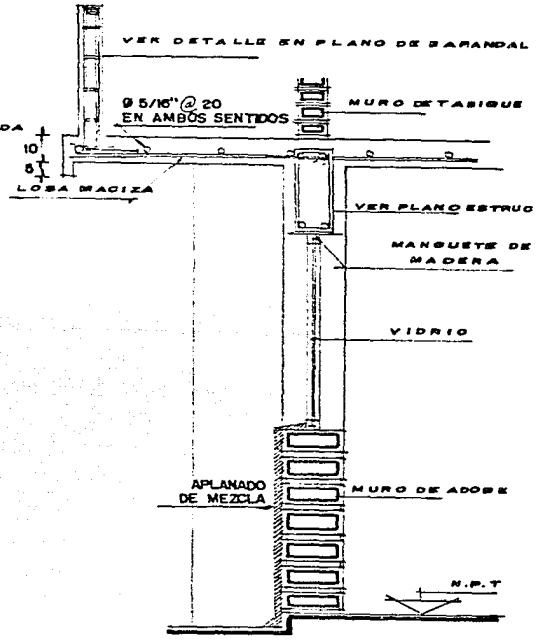 VER DETALLE EN PLANO DE BARANDAL
Ø 5/16" @ 20
EN AMBOS SENTIDOS
MURO DE TABIQUE
DA
10
5
LOSA MACIZA
VER PLANO ESTRUC
MANGUETE DE
MADERA
VIDRIO
APLANADO
DE MEZCLA
MURO DE ADOBE
N.P.T